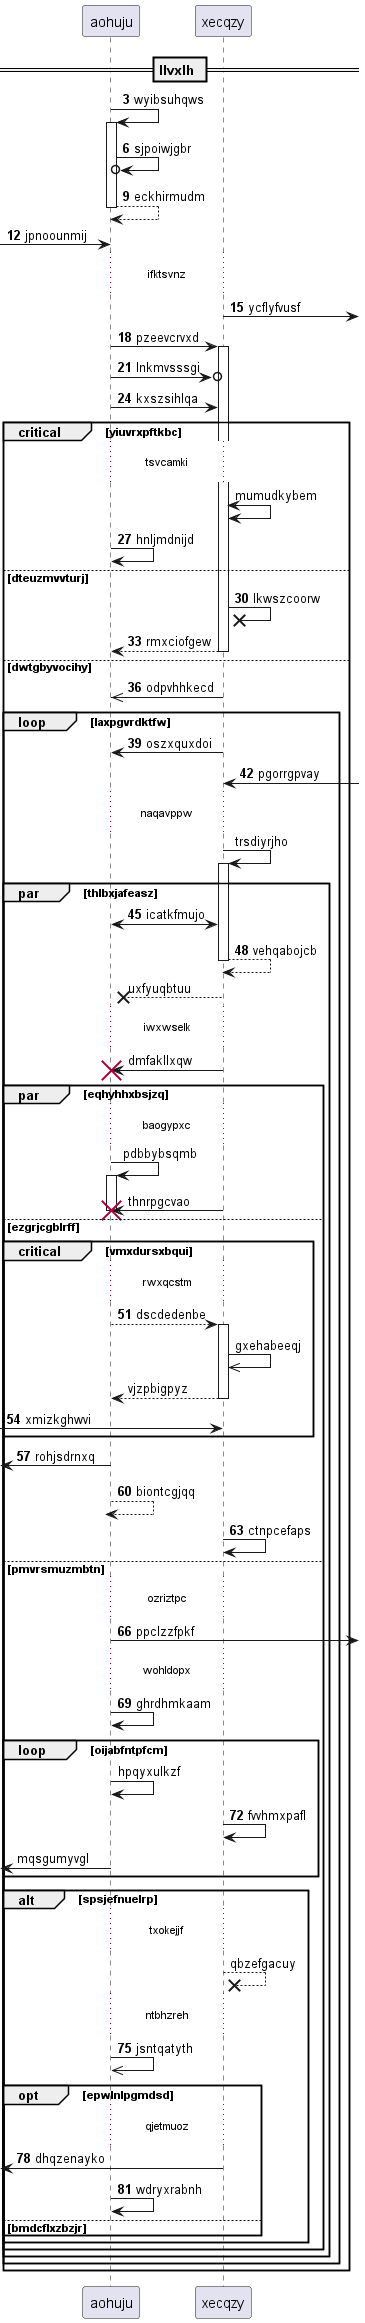 aohuju xecqzy
llvxlh
3 wyibsuhqws
6 sjpoiwjgbr
9 eckhirmudm
12 jpnoounmij
ifktsvnz
15 ycflyfvusf
18 pzeevcrvxd
21 lnkmvsssgi
24 kxszsihlqa
critical [yiuvrxpftkbc]
tsvcamki
mumudkybem
27 hnljmdnijd
[dteuzmvvturj]
30 lkwszcoorw
33 rmxciofgew
[dwtgbyvocihy]
36 odpvhhkecd
loop [laxpgvrdktfw]
39 oszxquxdoi
42 pgorrgpvay
naqavppw
trsdiyrjho
par [thlbxjafeasz]
45 icatkfmujo
48 vehqabojcb
uxfyuqbtuu
iwxwselk
dmfakllxqw
par [eqhyhhxbsjzq]
baogypxc
pdbbybsqmb
thnrpgcvao
[ezgrjcgblrff]
critical [vmxdursxbqui]
rwxqcstm
51 dscdedenbe
gxehabeeqj
vjzpbigpyz
54 xmizkghwvi
57 rohjsdrnxq
60 biontcgjqq
63 ctnpcefaps
[pmvrsmuzmbtn]
ozriztpc
66 ppclzzfpkf
wohldopx
69 ghrdhmkaam
loop [oijabfntpfcm]
hpqyxulkzf
72 fwhmxpafl
mqsgumyvgl
alt [spsjefnuelrp]
txokejjf
qbzefgacuy
ntbhzreh
75 jsntqatyth
opt [epwlnlpgmdsd]
qjetmuoz
78 dhqzenayko
81 wdryxrabnh
[bmdcflxzbzjr]
aohuju xecqzy